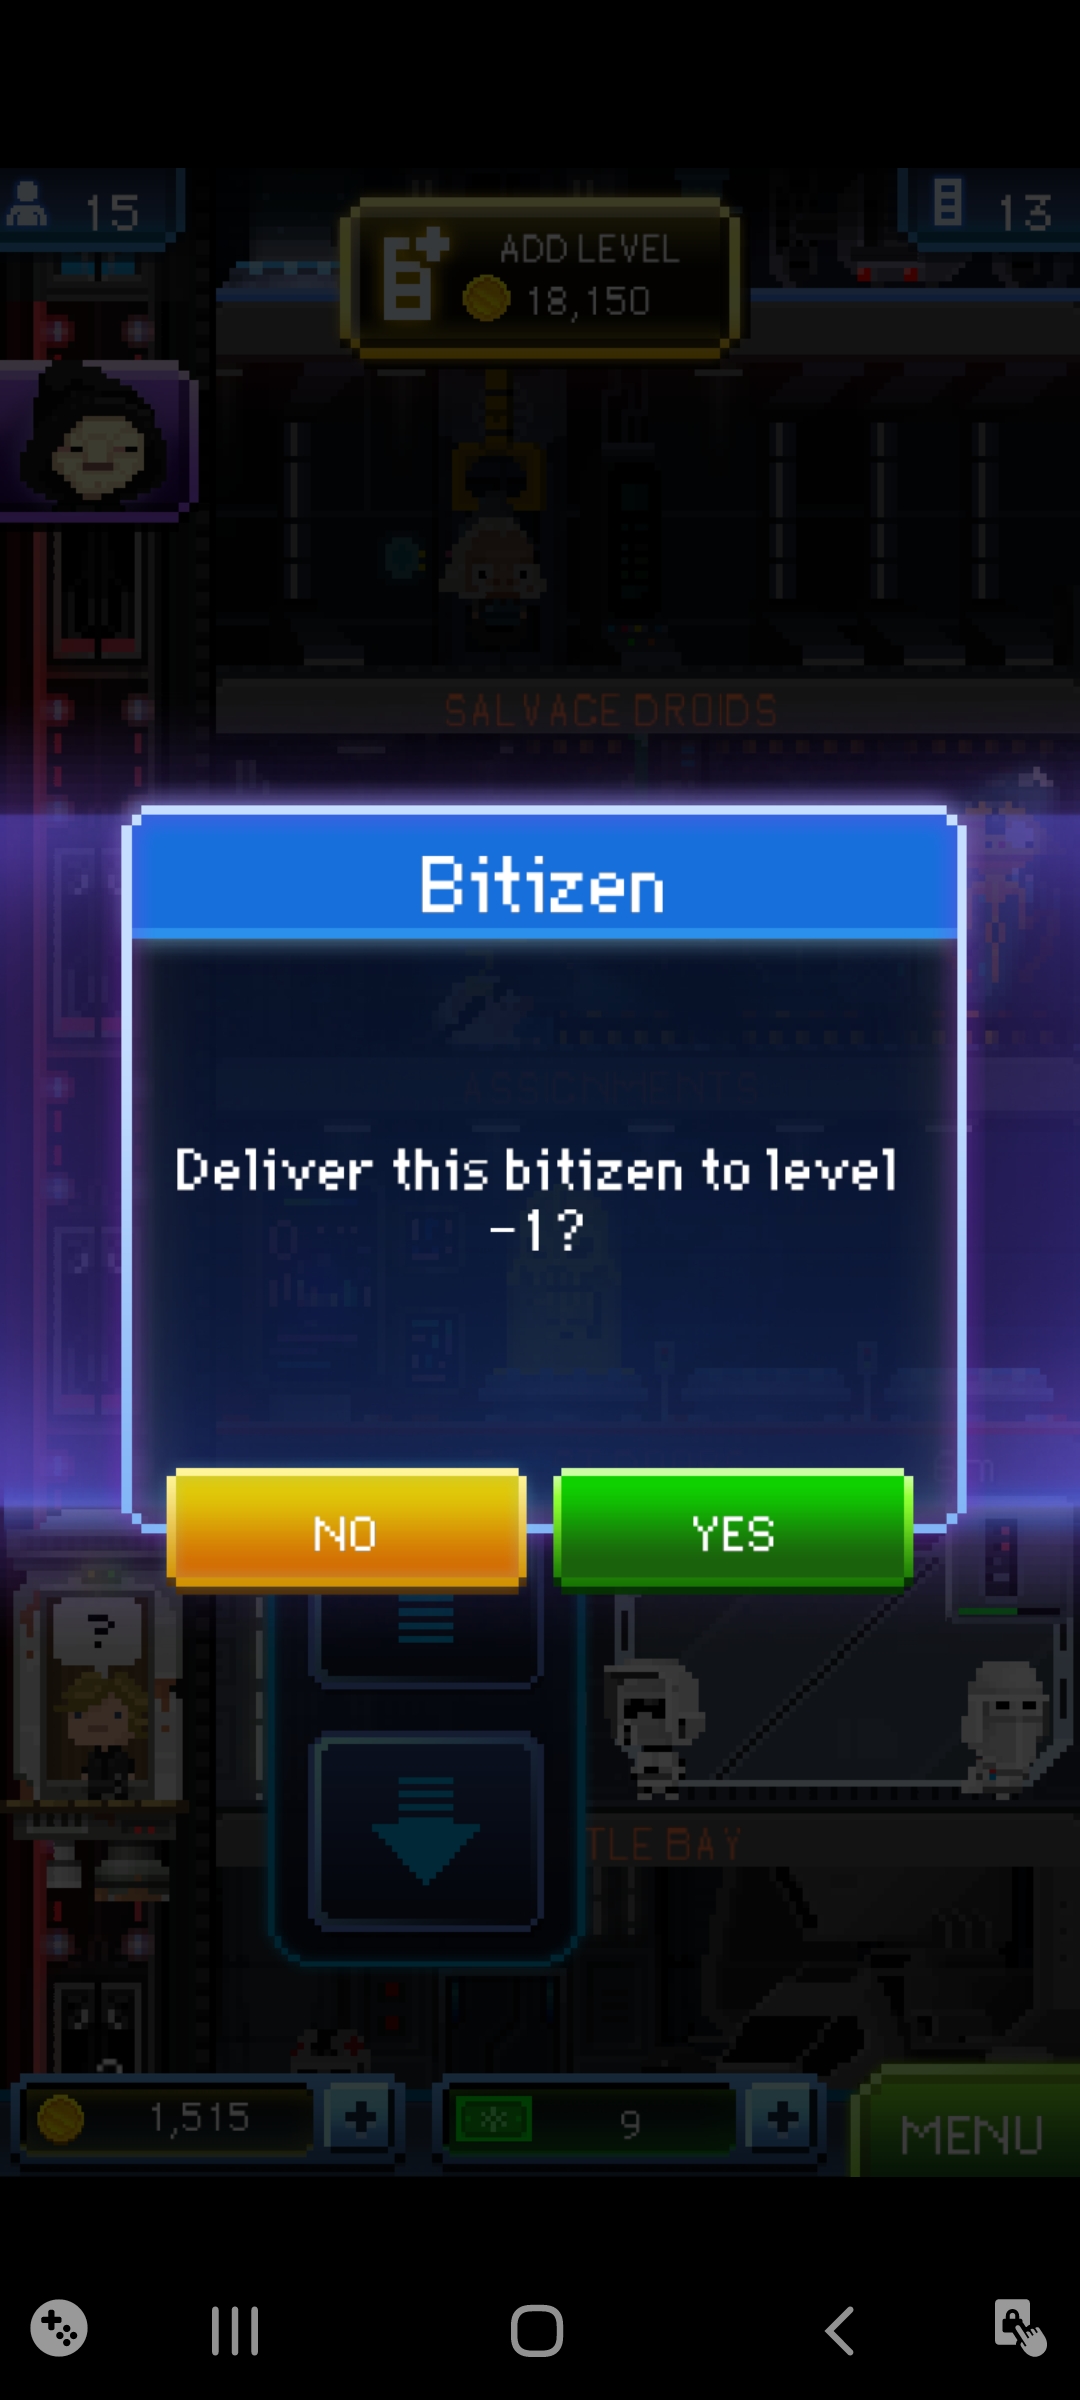 15
13
ADD LEVEL
18,150
SALVAGE DROIDS
Bitizen
ASSIGNMENTS
Deliver this bitizen to level
-1?
NO
YES
?
TLE BAY
1,515
9
MENU